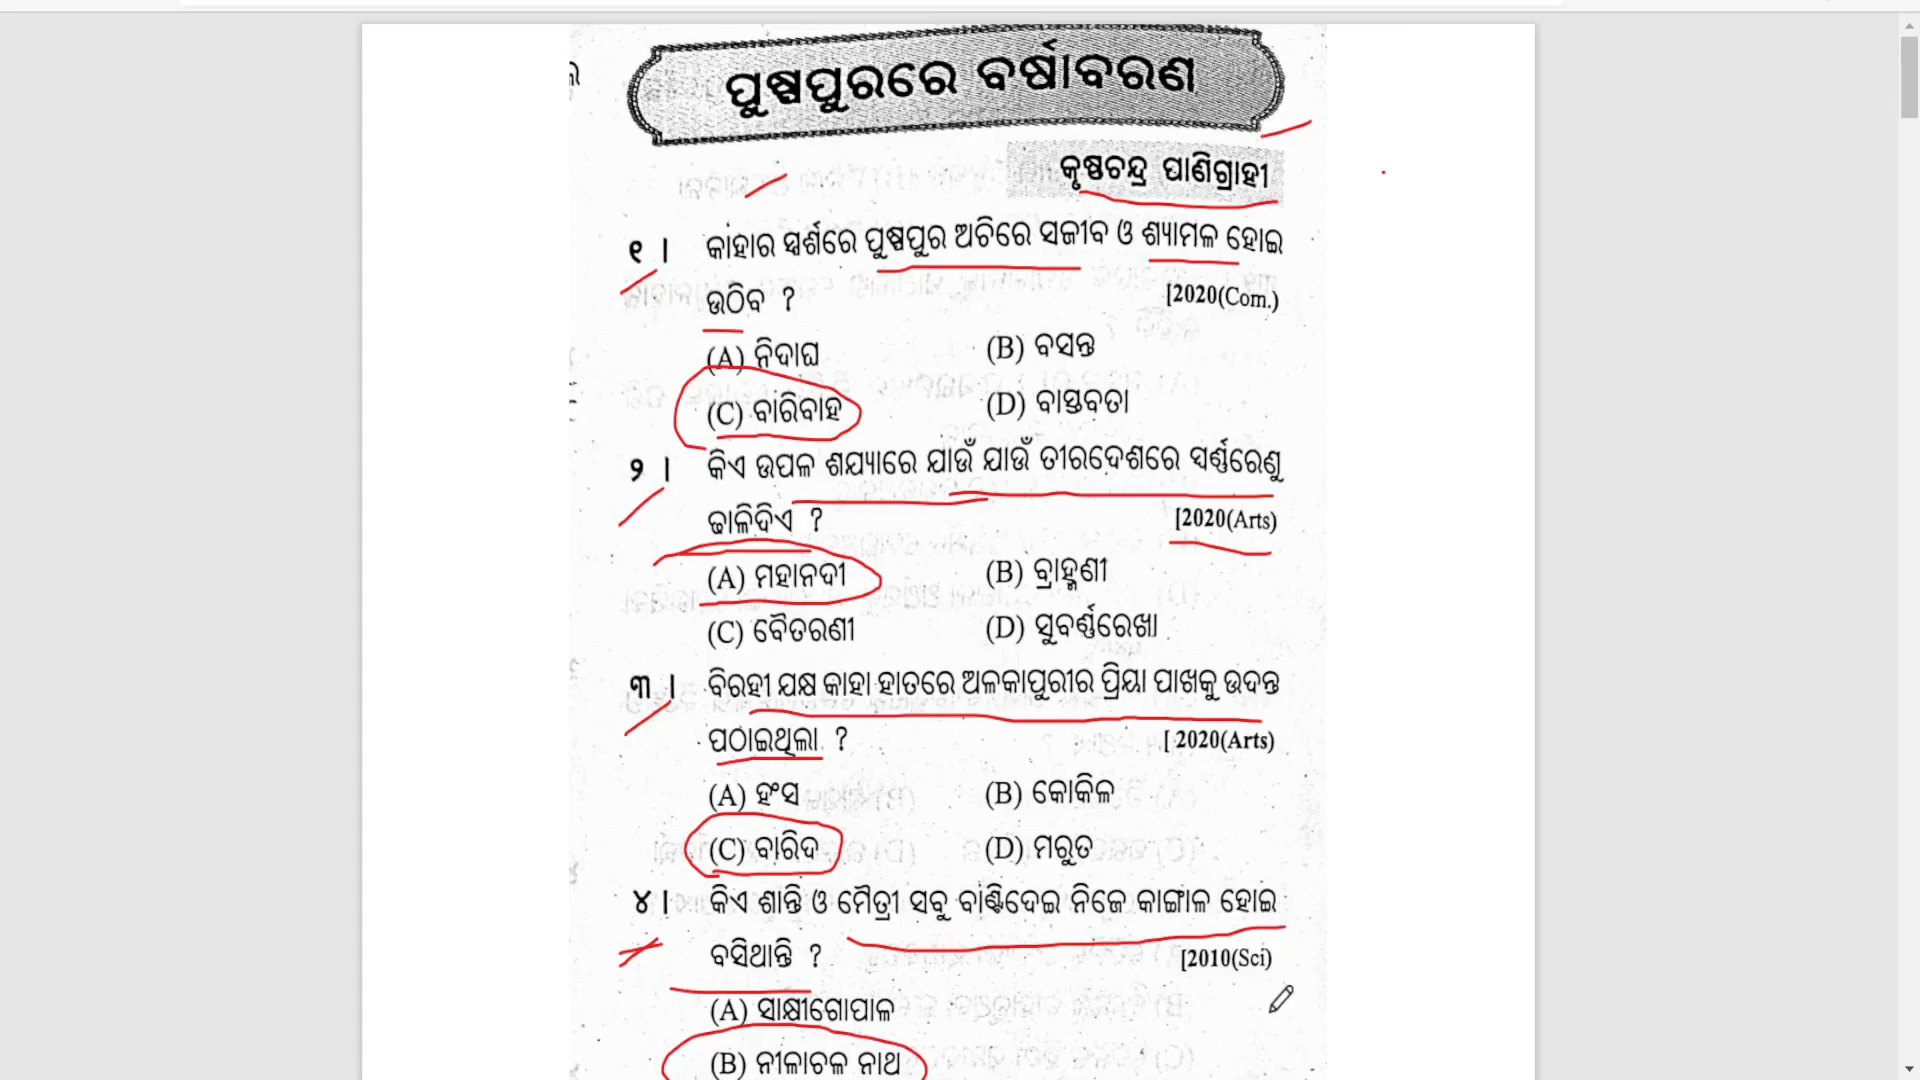 ପୁଷ୍ପପୁରରେ ବର୍ଷାବରଣ
କୃଷ୍ଣଚନ୍ଦ୍ର ପାଣିଗ୍ରାହୀ
୧ । କାହାର ସ୍ପର୍ଶରେ ପୁଷ୍ପପୁର ଅଚିରେ ସଜୀବ ଓ ଶ୍ୟାମଳ ହୋଇ
ଉଠିବ ? [2020(Com.)
(A) ନିଦାଘ (B) ବସନ୍ତ
(C) ବାରିବାହ (D) ବାସ୍ତବତା
୨ । କିଏ ଉପଳ ଶଯ୍ୟାରେ ଯାଉଁ ଯାଉଁ ତୀରଦେଶରେ ସ୍ୱର୍ଣ୍ଣରେଣୁ
ଢାଳିଦିଏ ? [2020(Arts)
(A) ମହାନଦୀ (B) ବ୍ରାହ୍ମଣୀ
(C) ବୈତରଣୀ (D) ସୁବର୍ଣ୍ଣରେଖା
୩ । ବିରହୀ ଯକ୍ଷ କାହା ହାତରେ ଅଳକାପୁରୀର ପ୍ରିୟା ପାଖକୁ ଉଦନ୍ତ
ପଠାଇଥିଲା ? [ 2020(Arts)
(A) ହଂସ (B) କୋକିଳ
(C) ବାରିଦ (D) ମରୁତ
୪ । କିଏ ଶାନ୍ତି ଓ ମୈତ୍ରୀ ସବୁ ବାଣ୍ଟିଦେଇ ନିଜେ କାଙ୍ଗାଳ ହୋଇ
ବସିଥାନ୍ତି ? [2010(Sci)
(A) ସାକ୍ଷୀଗୋପାଳ
(B) ନୀଳାଚଳ ନାଥ